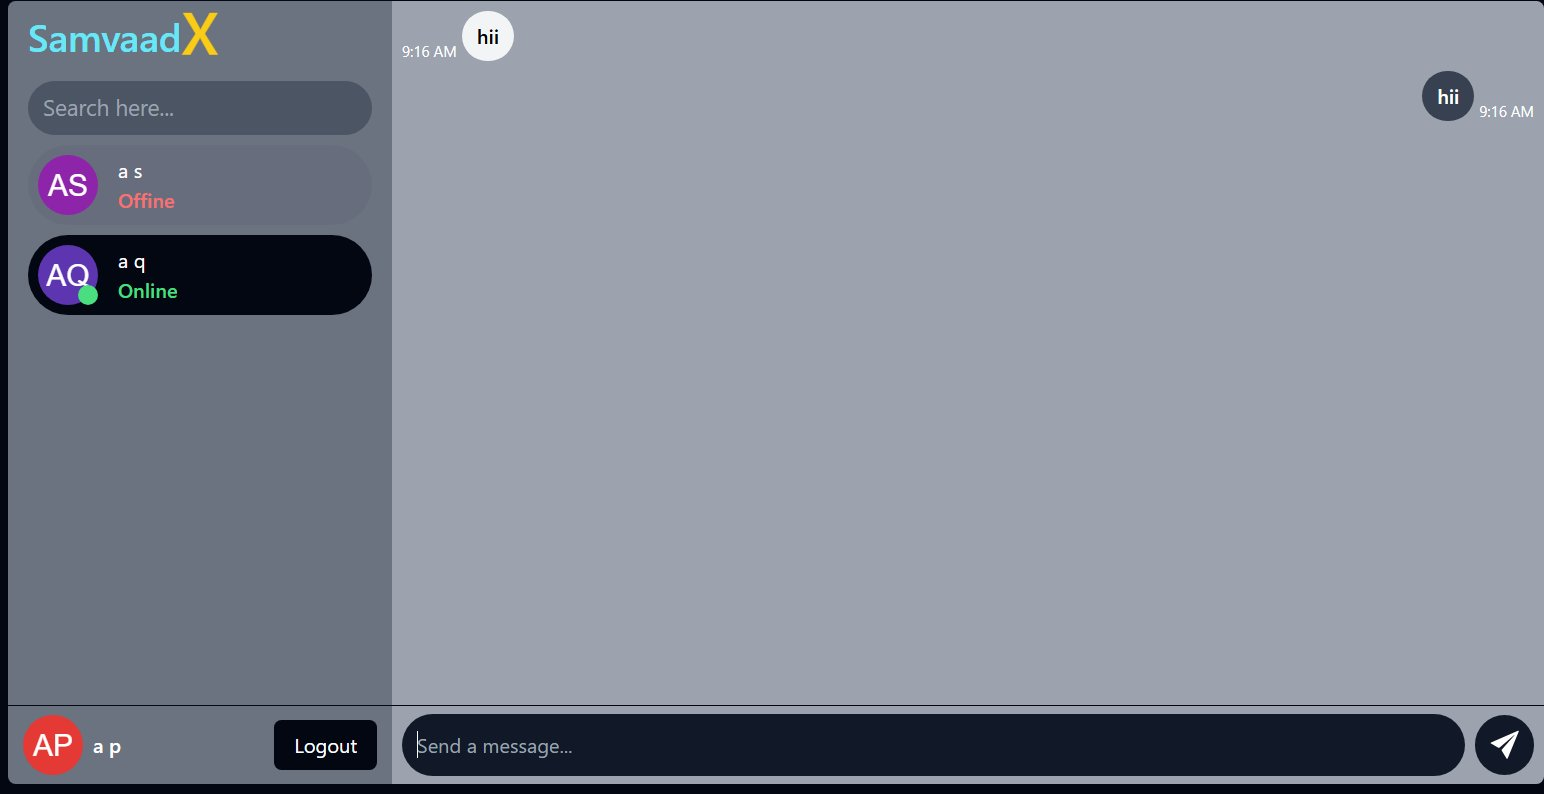 SamvaadX
Search here...
AS
a s
Offine
AQ
a q
Online
AP
a p
Logout
9:16 AM
hii
hii
9:16 AM
Send a message...